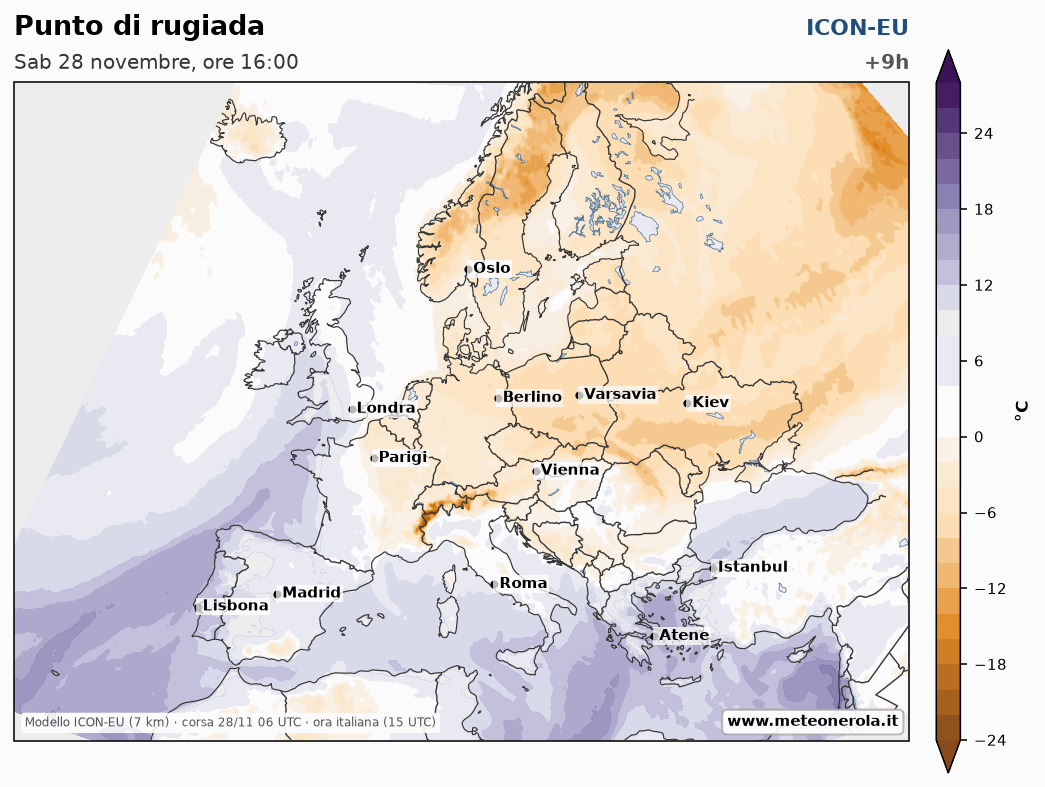 Punto di rugiada
ICON-EU
Sab 28 novembre, ore 16:00
+9h
24
18
12
6
0
−6
−12
−18
−24
°C
Oslo
Berlino
Varsavia
Kiev
Londra
Parigi
Vienna
Istanbul
Roma
Madrid
Lisbona
Atene
Modello ICON-EU (7 km) · corsa 28/11 06 UTC · ora italiana (15 UTC)
www.meteonerola.it